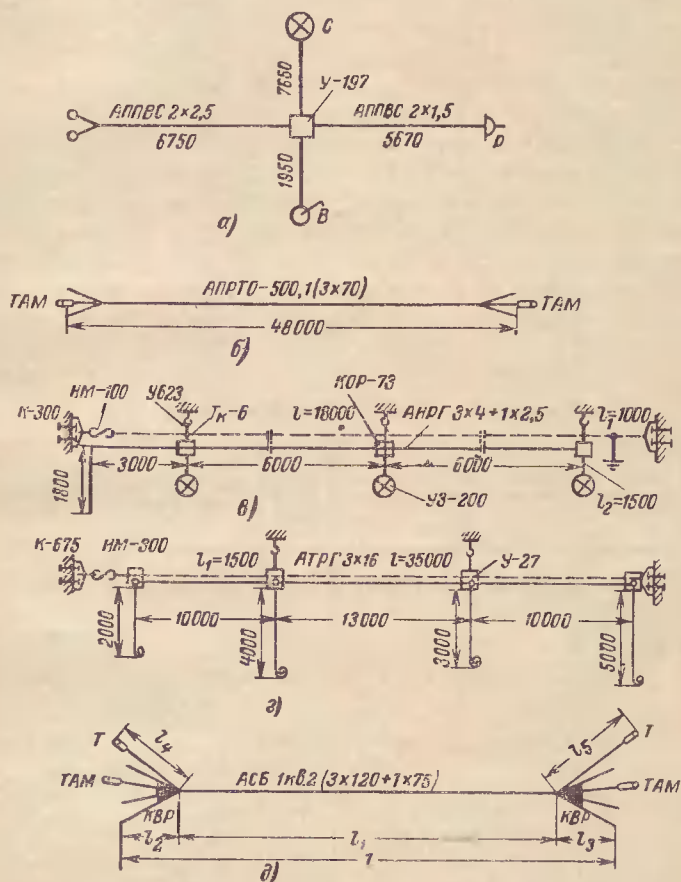 С
7650
У-197
АППВС 2×2,5
АППВС 2×1,5
6750
5670
р
1950
В
а)
ТАМ
АПРТО-500,1(3×70)
ТАМ
48000
б)
К-300
НМ-100
У623
Тк-6
l=18000
КОР-73
АНРГ 3×4+1×2,5
l₁=1000
1800
3000
6000
6000
УЗ-200
l₂=1500
в)
К-675
НМ-300
l₁=1500
АТРГ 3×16
l=35000
У-27
2000
10000
4000
13000
3000
10000
5000
г)
Т
l₄
l₅
Т
ТАМ
АСБ 1кв.2(3×120+1×75)
ТАМ
КВР
КВР
l₂
l₁
l₃
1
д)